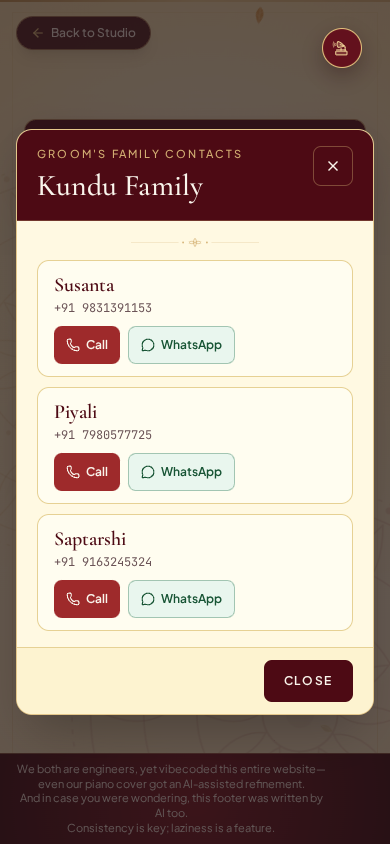 Back to Studio
GROOM'S FAMILY CONTACTS
Kundu Family
Susanta
+91 9831391153
Call
WhatsApp
Piyali
+91 7980577725
Call
WhatsApp
Saptarshi
+91 9163245324
Call
WhatsApp
CLOSE
We both are engineers, yet vibecoded this entire website—
even our piano cover got an AI-assisted refinement.
And in case you were wondering, this footer was written by
AI too.
Consistency is key; laziness is a feature.